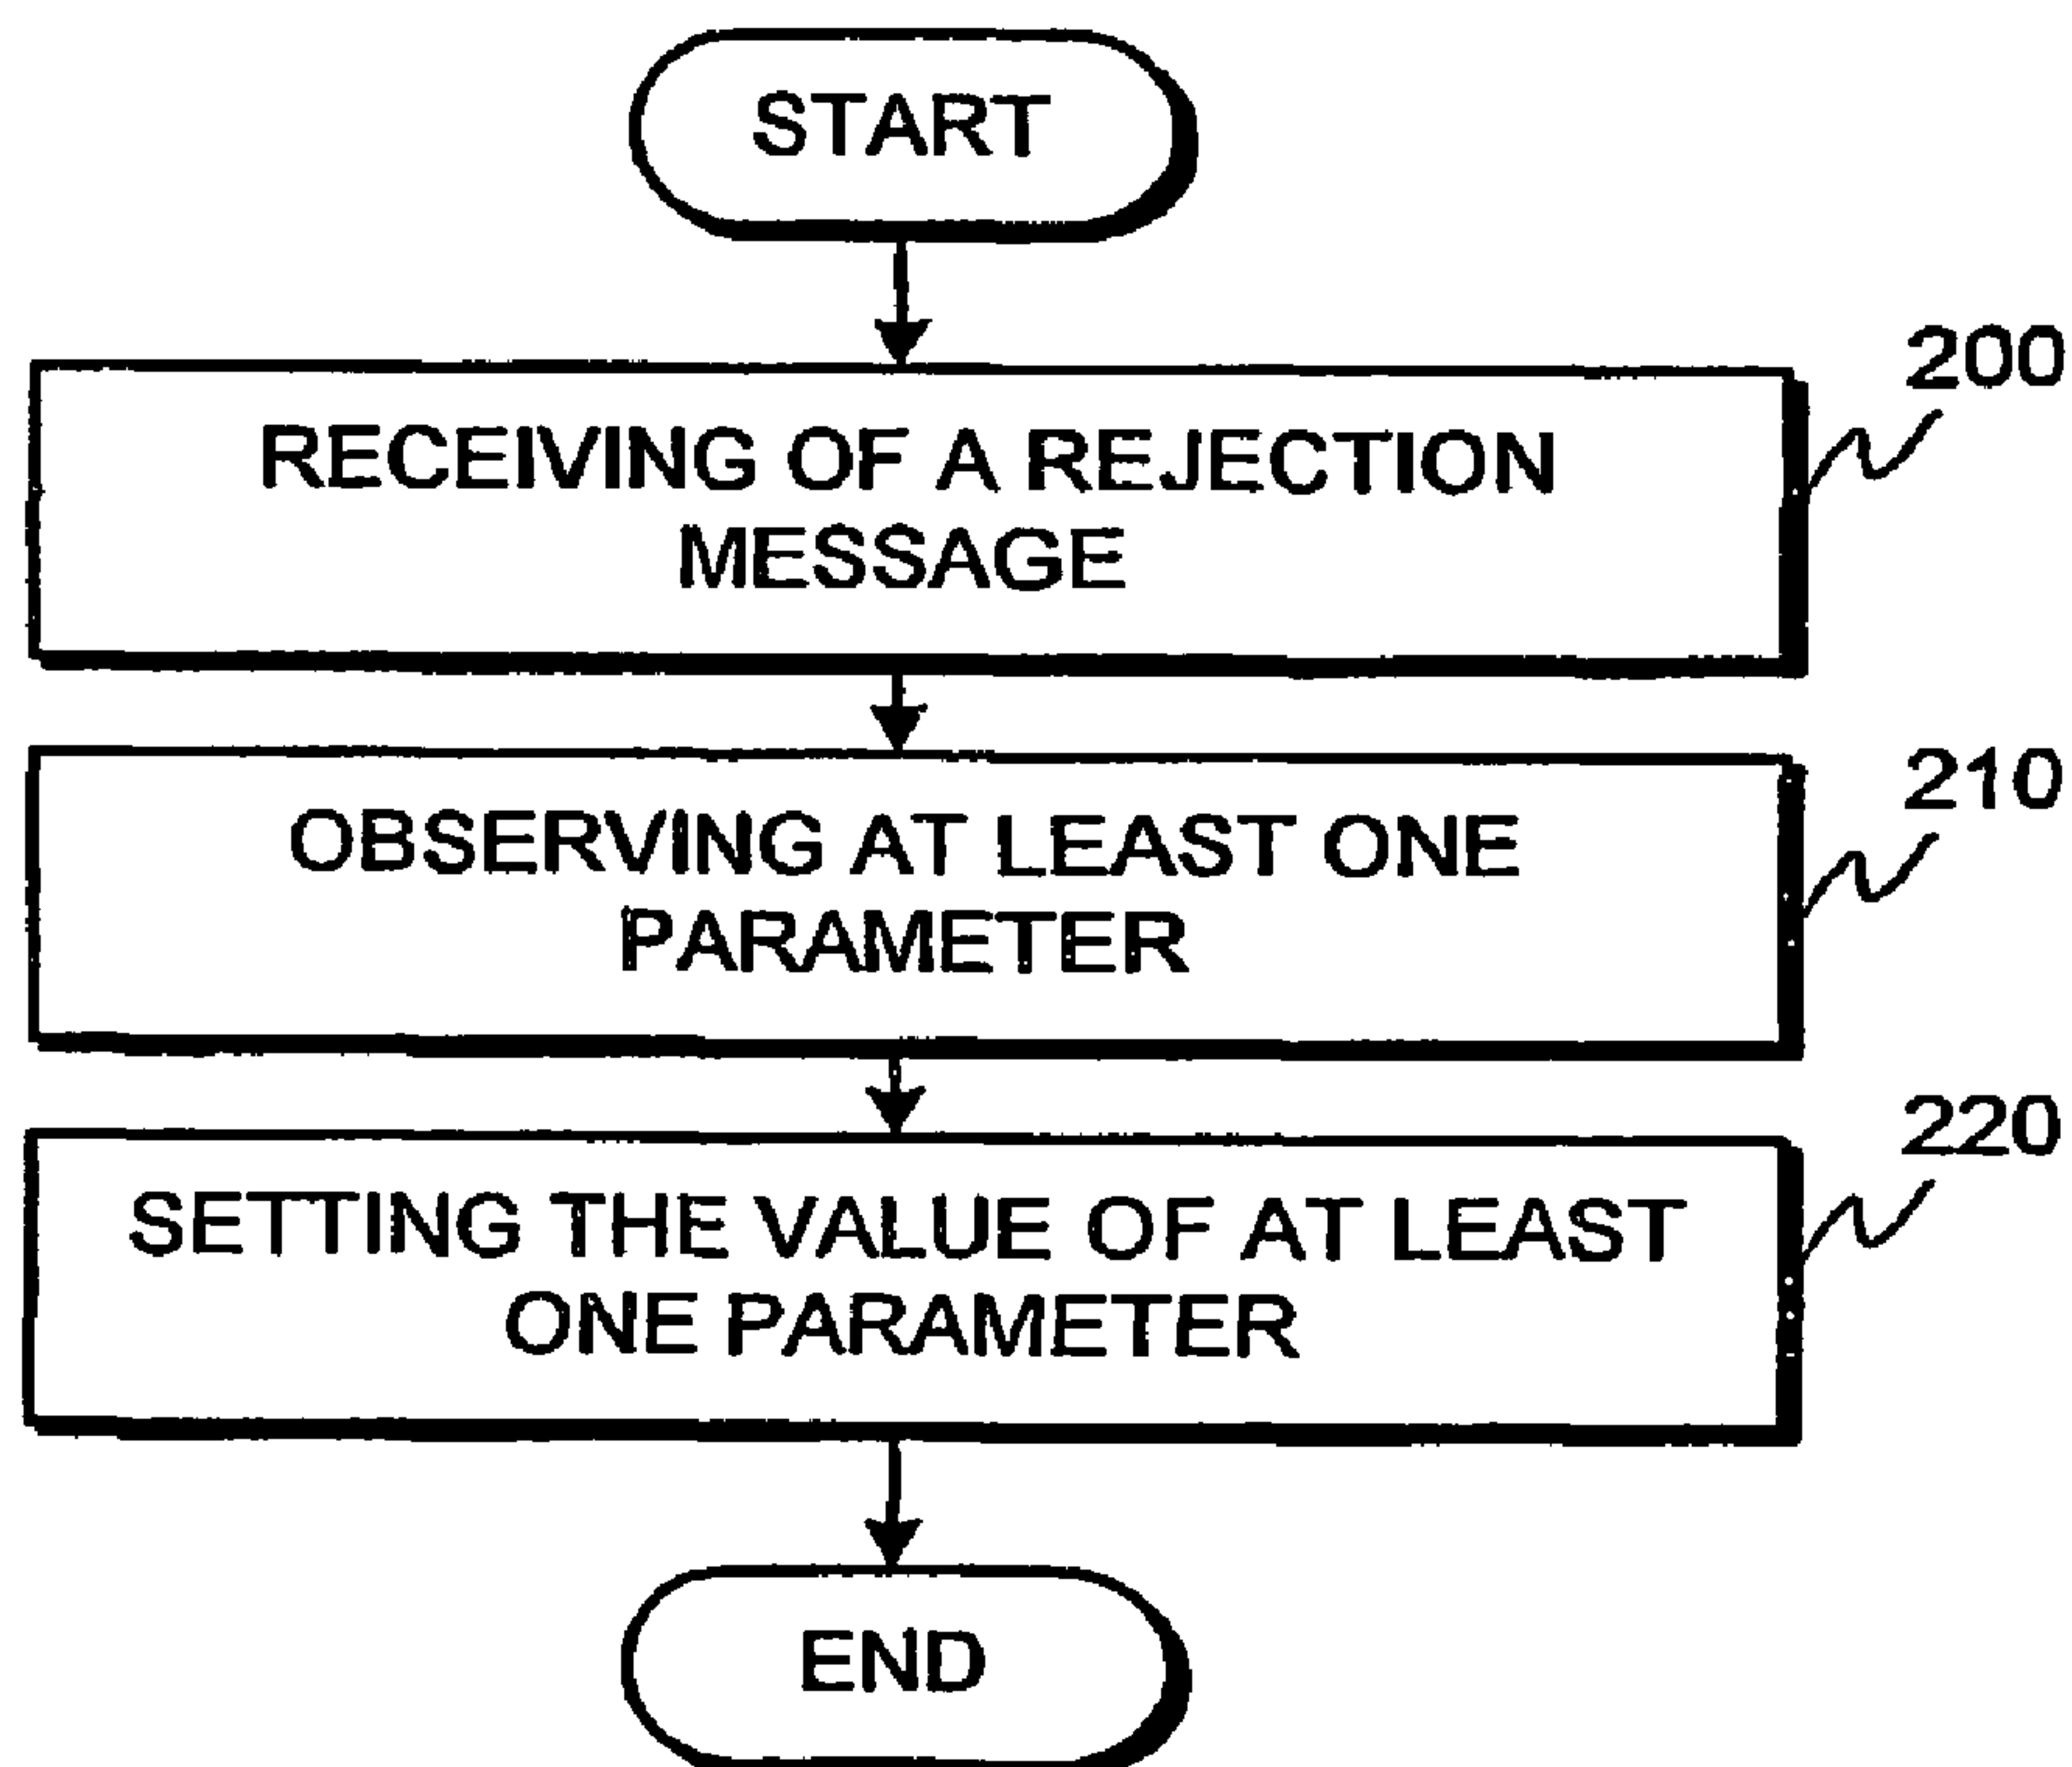 START
200
RECEIVING OF A REJECTION
MESSAGE
210
OBSERVING AT LEAST ONE
PARAMETER
220
SETTING THE VALUE OF AT LEAST
ONE PARAMETER
END